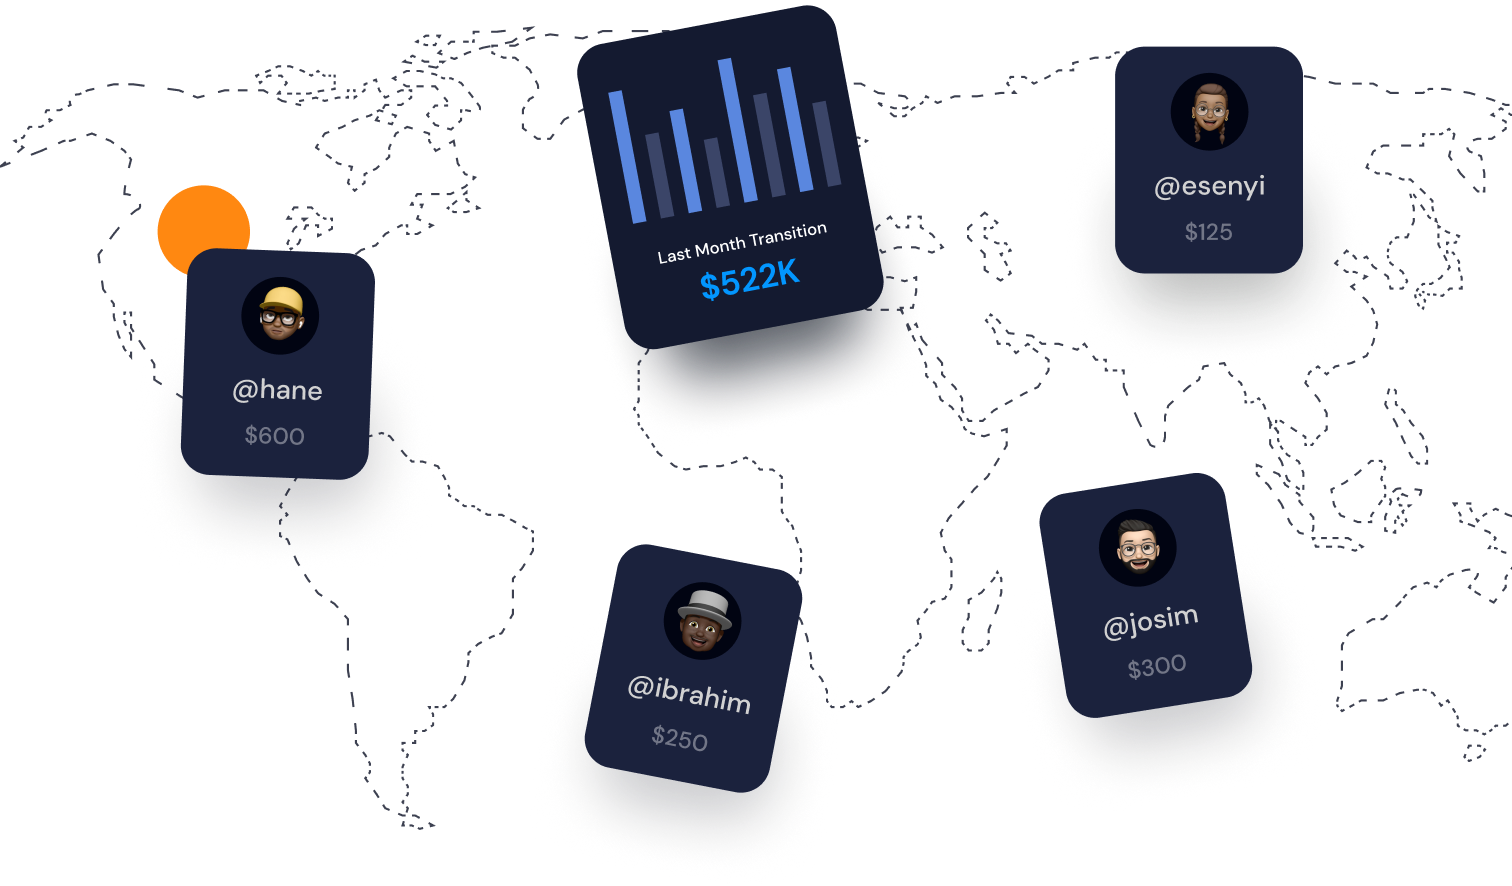 Last Month Transition
$522K
@esenyi
$125
@hane
$600
@ibrahim
$250
@josim
$300